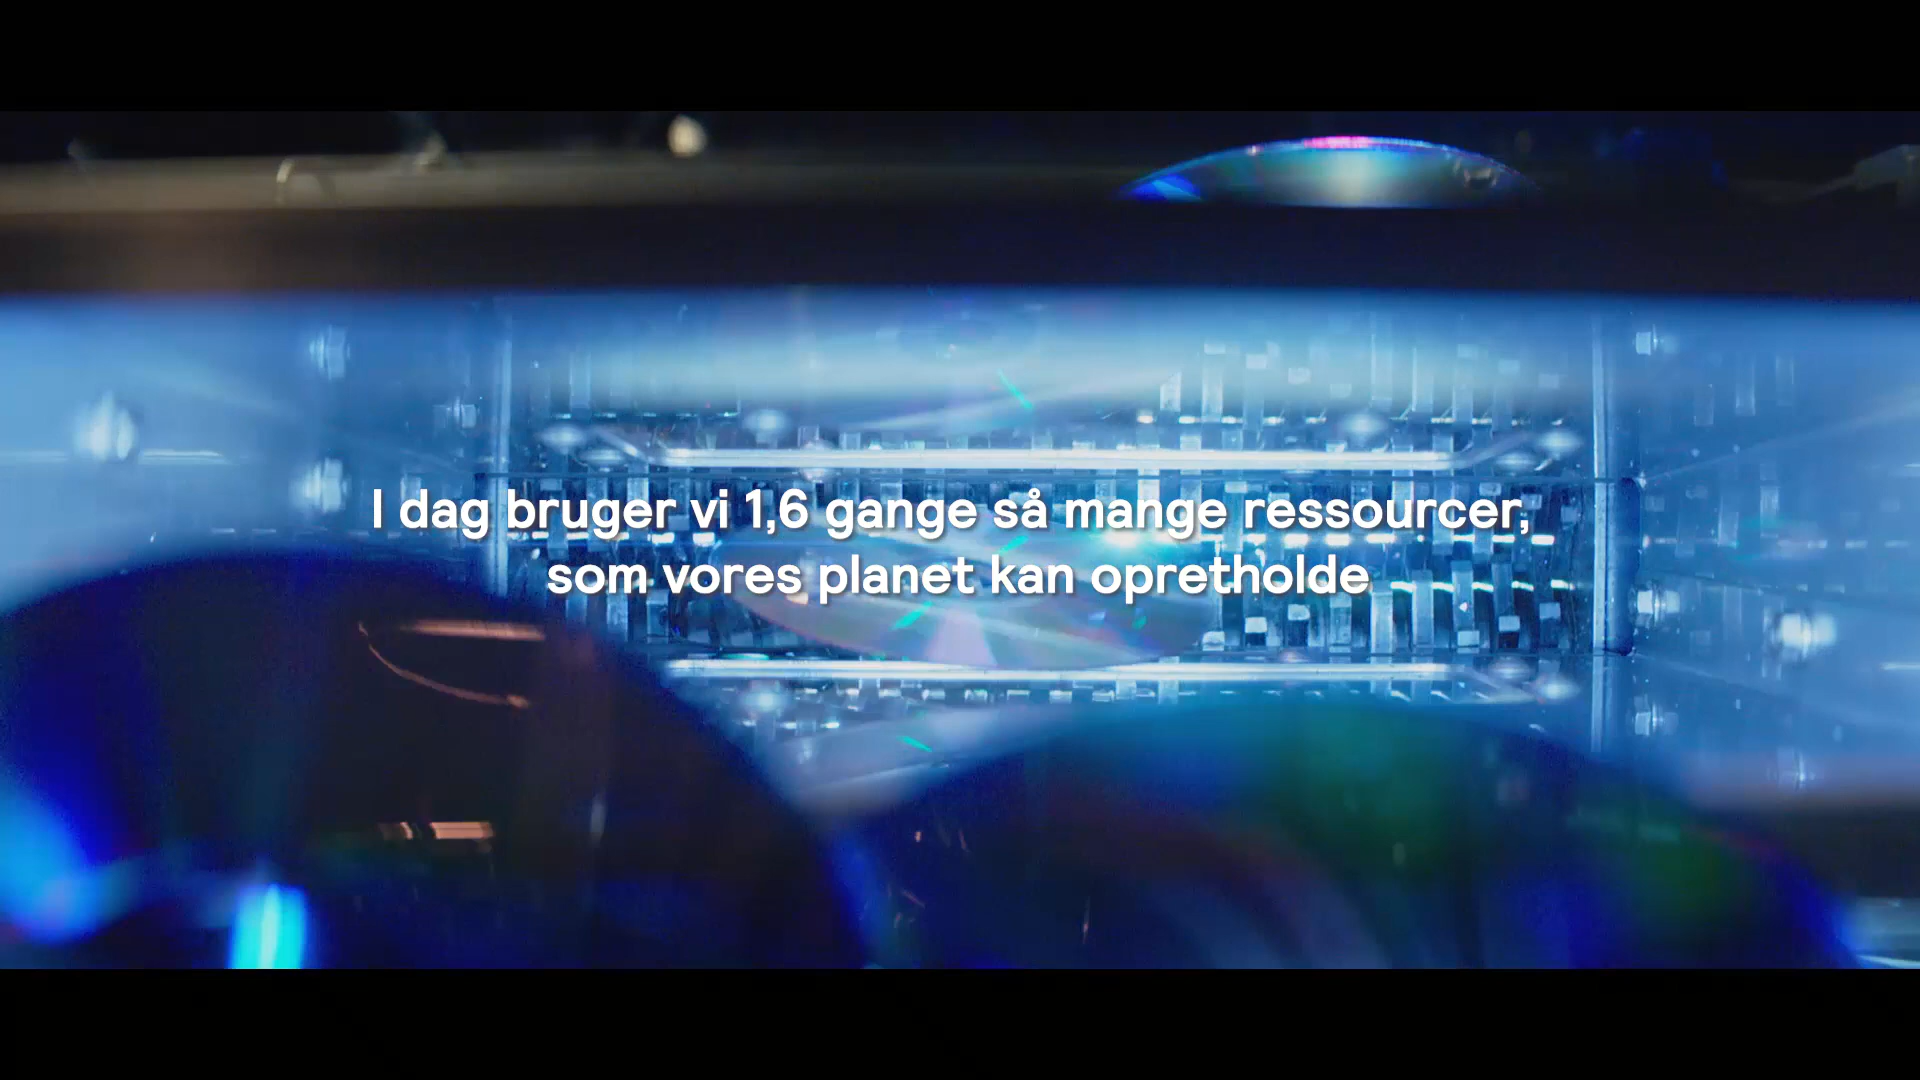 I dag bruger vi 1,6 gange så mange ressourcer,
som vores planet kan opretholde